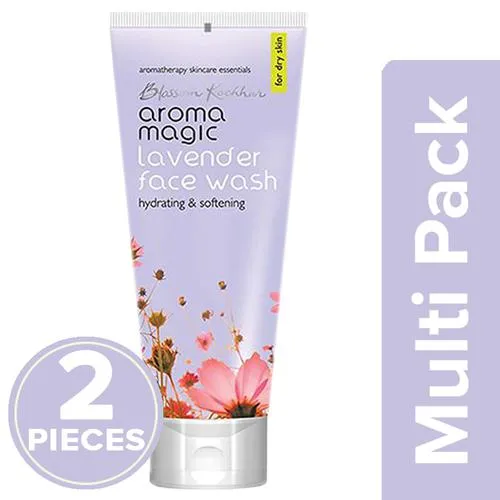 aromatherapy skincare essentials
for dry skin
Blossom Kochhar
aroma
magic
lavender
face wash
hydrating & softening
2
PIECES
Multi Pack